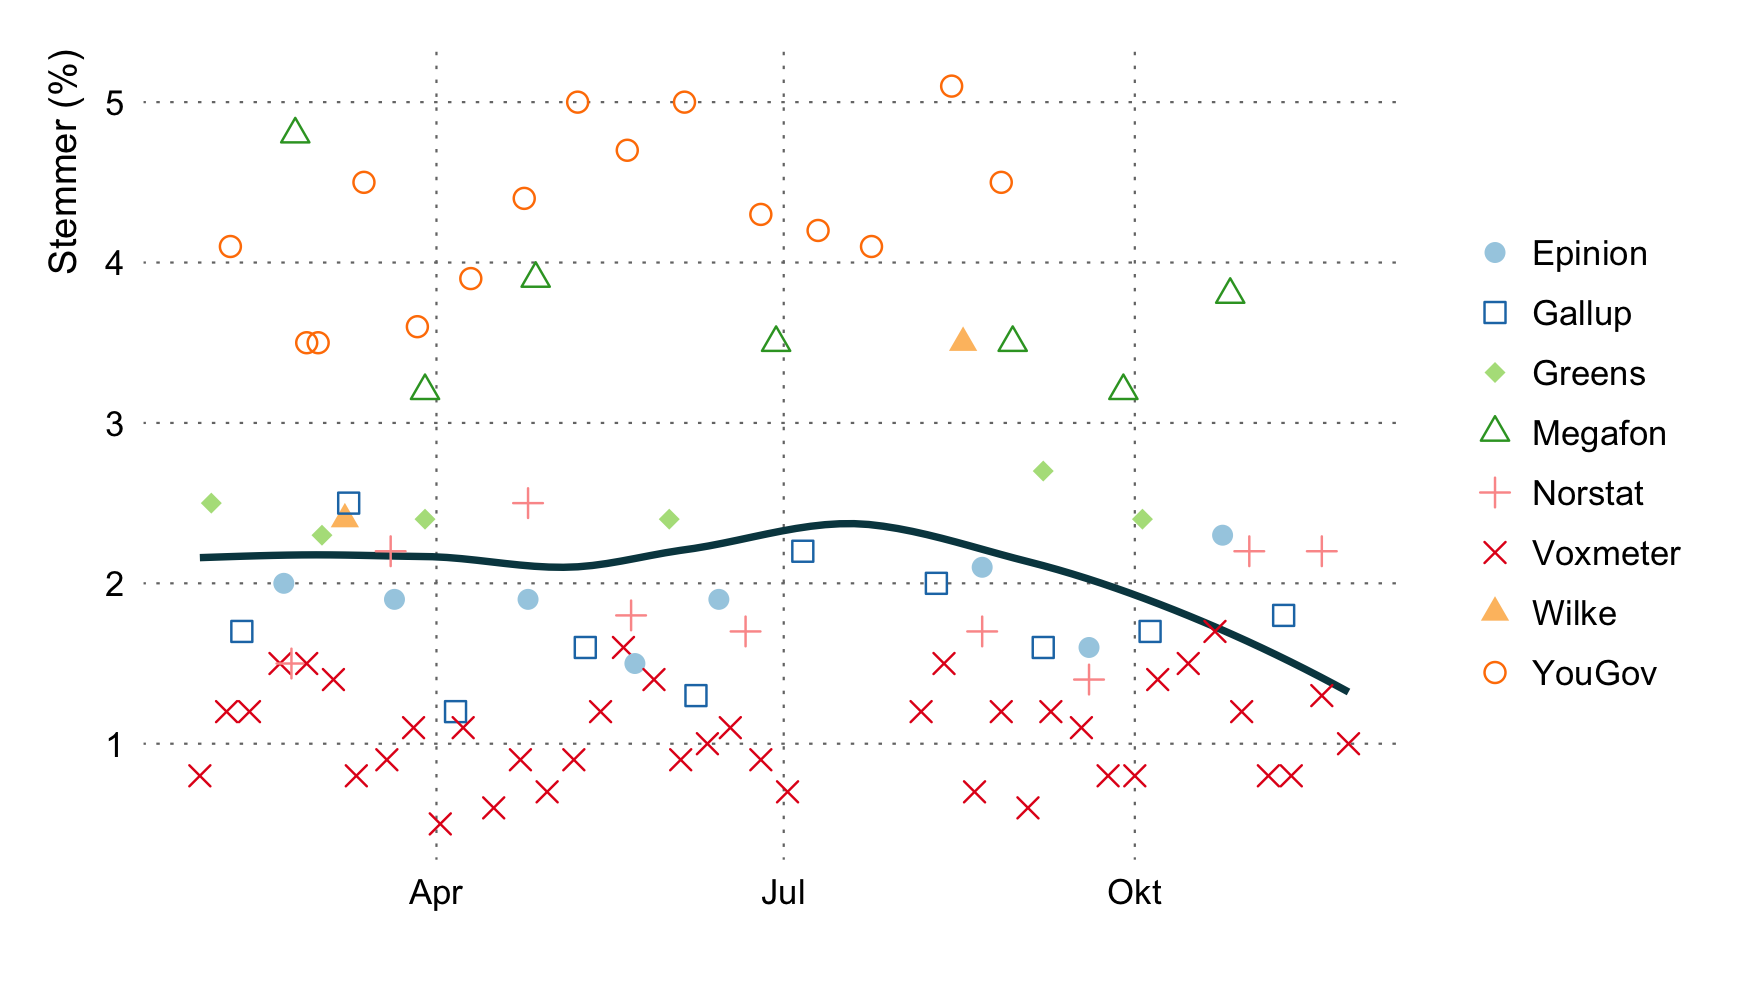 Stemmer (%)
5
4
3
2
1
Apr Jul Okt
Epinion
Gallup
Greens
Megafon
Norstat
Voxmeter
Wilke
YouGov